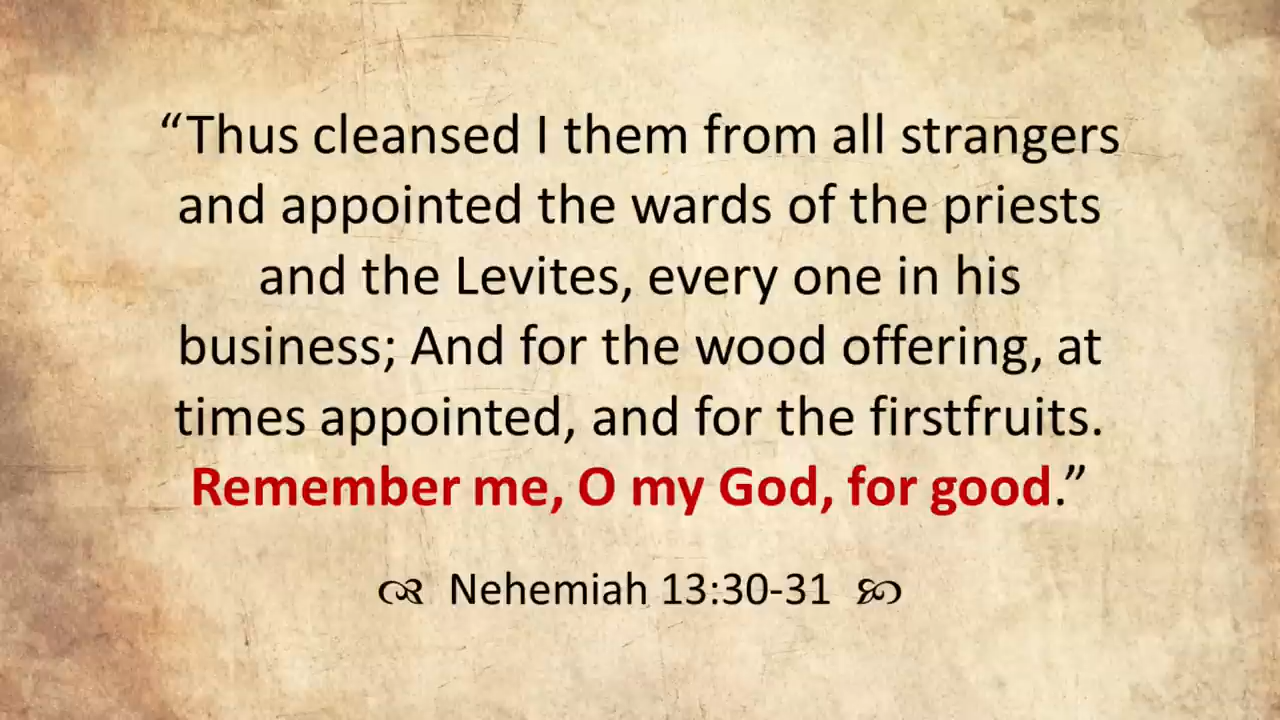 “Thus cleansed I them from all strangers
and appointed the wards of the priests
and the Levites, every one in his
business; And for the wood offering, at
times appointed, and for the firstfruits.
Remember me, O my God, for good.”
Nehemiah 13:30-31